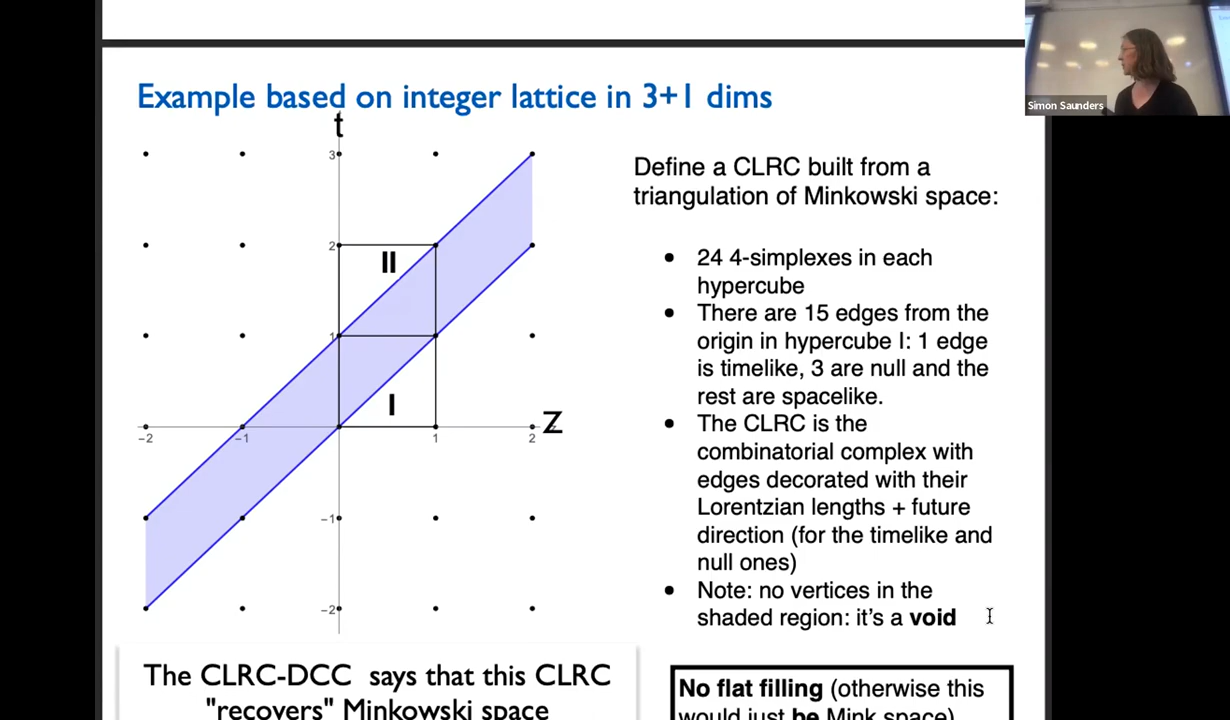 Simon Saunders
Example based on integer lattice in 3+1 dims
t
3
2
II
1
I
Z
−2
−1
1
2
−1
−2
Define a CLRC built from a
triangulation of Minkowski space:
• 24 4-simplexes in each
hypercube
• There are 15 edges from the
origin in hypercube I: 1 edge
is timelike, 3 are null and the
rest are spacelike.
• The CLRC is the
combinatorial complex with
edges decorated with their
Lorentzian lengths + future
direction (for the timelike and
null ones)
• Note: no vertices in the
shaded region: it's a void
The CLRC-DCC says that this CLRC
"recovers" Minkowski space
No flat filling (otherwise this
would just be Mink space)